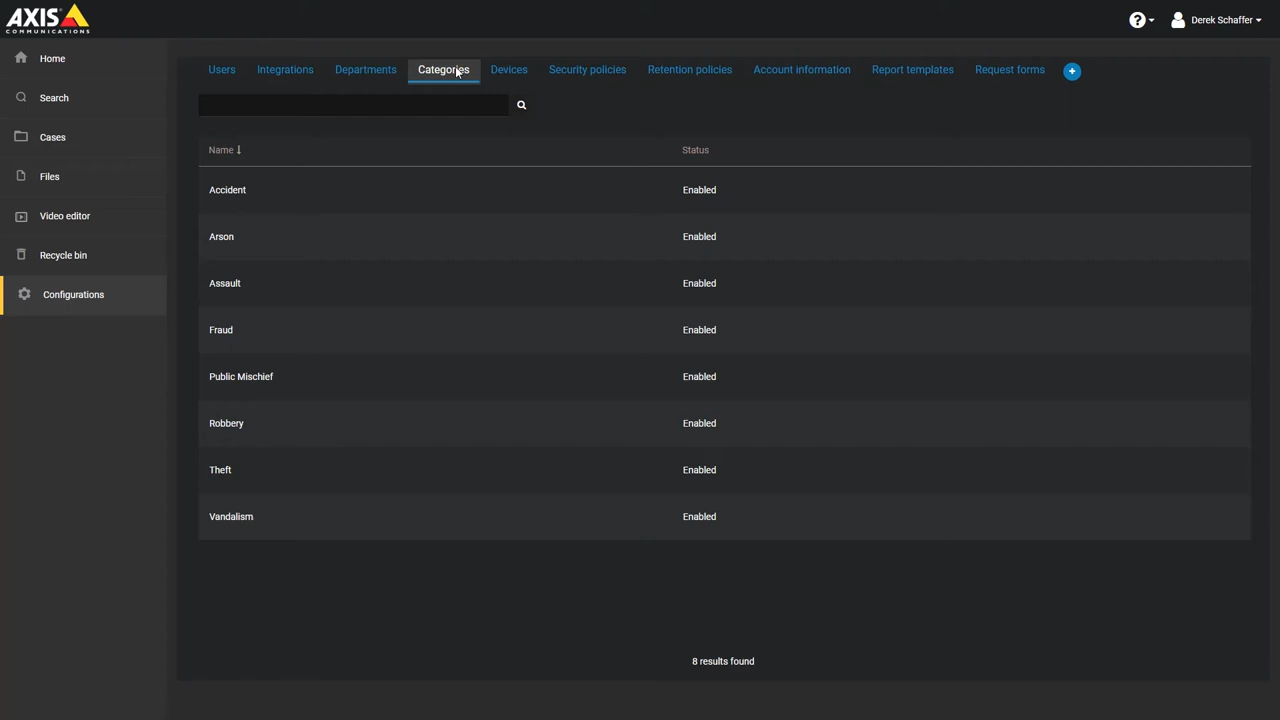 AXIS
COMMUNICATIONS
? Derek Schaffer
Home
Search
Cases
Files
Video editor
Recycle bin
Configurations
Users Integrations Departments Categories Devices Security policies Retention policies Account information Report templates Request forms +
Name Status
Accident Enabled
Arson Enabled
Assault Enabled
Fraud Enabled
Public Mischief Enabled
Robbery Enabled
Theft Enabled
Vandalism Enabled
8 results found